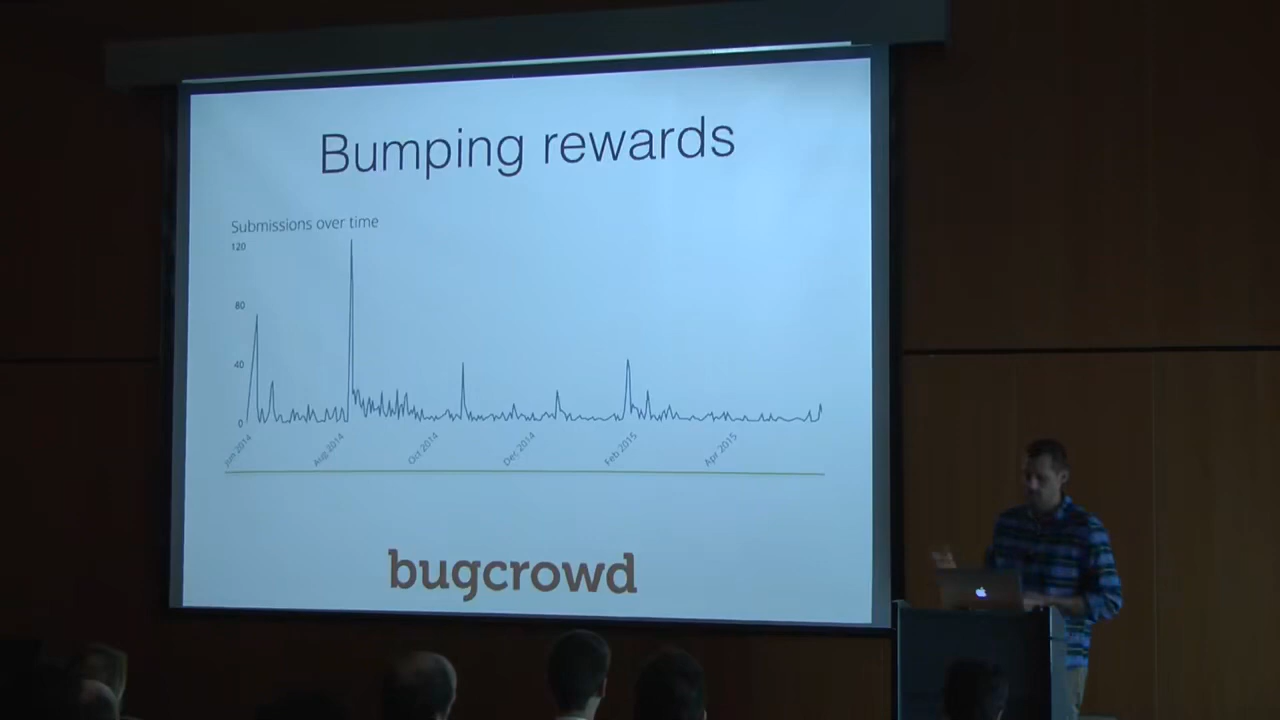 Bumping rewards
Submissions over time
120
80
40
0
Jun 2014
Aug 2014
Oct 2014
Dec 2014
Feb 2015
Apr 2015
bugcrowd